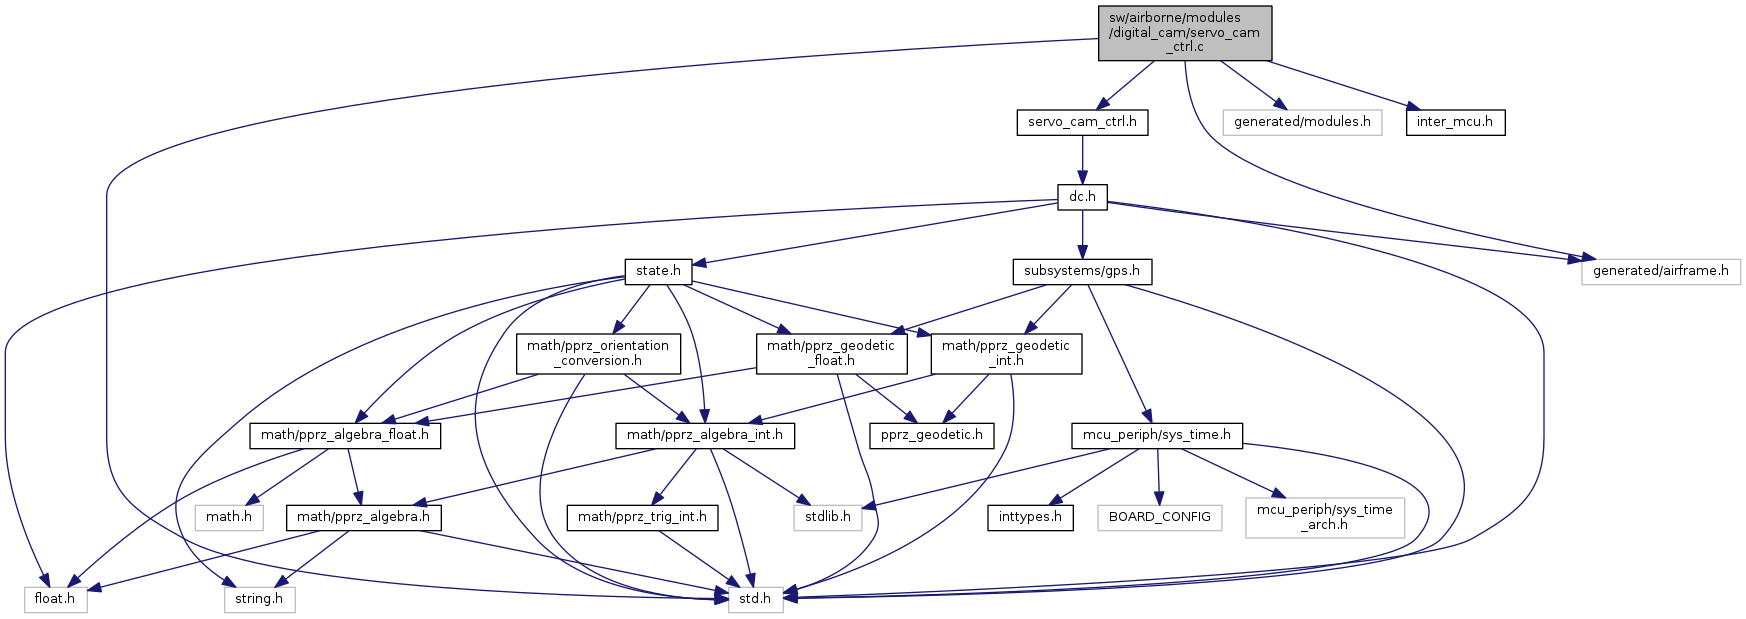 sw/airborne/modules
/digital_cam/servo_cam
_ctrl.c
servo_cam_ctrl.h
generated/modules.h
inter_mcu.h
dc.h
state.h
subsystems/gps.h
generated/airframe.h
math/pprz_orientation
_conversion.h
math/pprz_geodetic
_float.h
math/pprz_geodetic
_int.h
math/pprz_algebra_float.h
math/pprz_algebra_int.h
pprz_geodetic.h
mcu_periph/sys_time.h
math.h
math/pprz_algebra.h
math/pprz_trig_int.h
stdlib.h
inttypes.h
BOARD_CONFIG
mcu_periph/sys_time
_arch.h
float.h
string.h
std.h